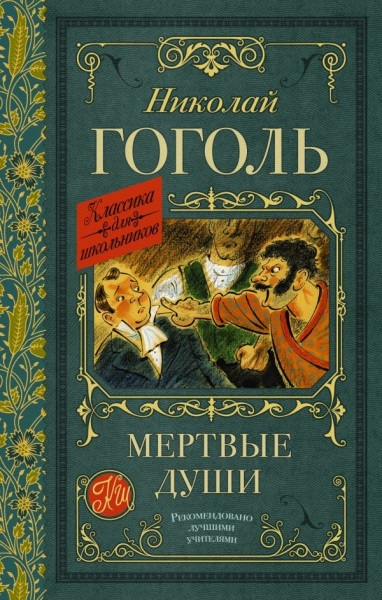 Николай
ГОГОЛЬ
Классика
для
школьников
МЕРТВЫЕ
ДУШИ
КШ
Рекомендовано
лучшими
учителями